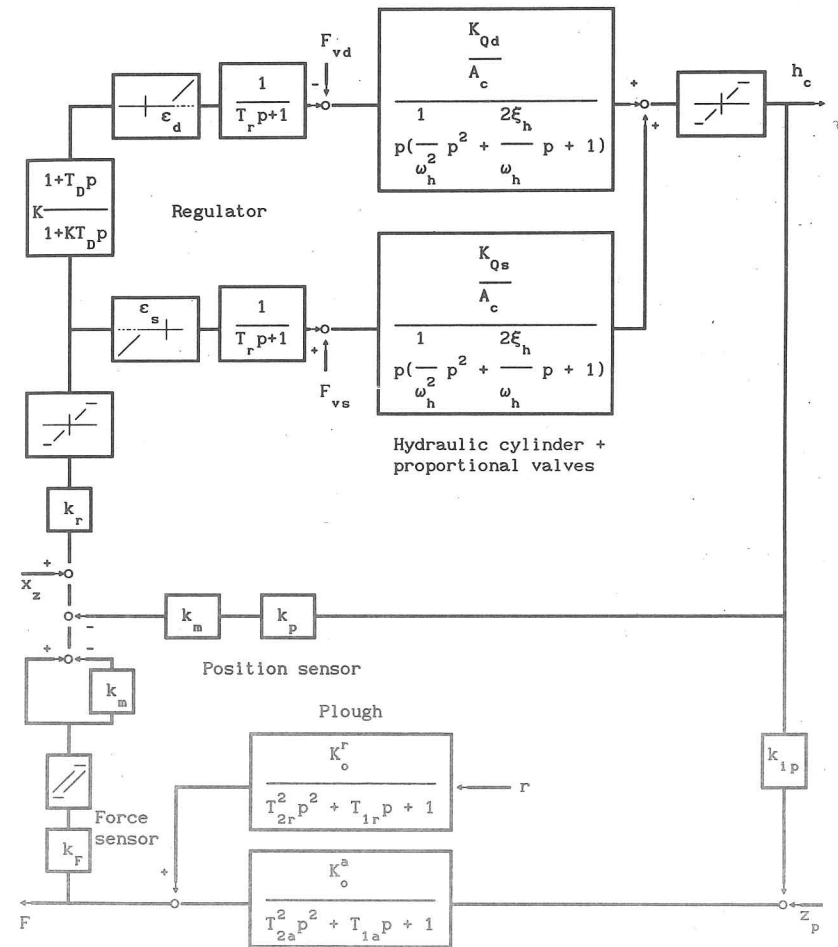 F_vd
K_Qd
A_c
1
ω_h^2
p^2 +
2ξ_h
ω_h
p(
p + 1)
+
+
h_c
ε_d
1
T_r p+1
-
K
1+T_D p
1+KT_D p
Regulator
ε_s
1
T_r p+1
+
F_vs
K_Qs
A_c
1
2ξ_h
p(
p^2 +
p + 1)
ω_h^2
ω_h
Hydraulic cylinder +
proportional valves
k_r
+
x_z
-
k_m
k_p
+
-
Position sensor
k_m
Plough
K_o^r
T_2r^2 p^2 + T_1r p + 1
r
k_ip
Force
sensor
k_F
+
K_o^a
T_2a^2 p^2 + T_1a p + 1
F
z_p